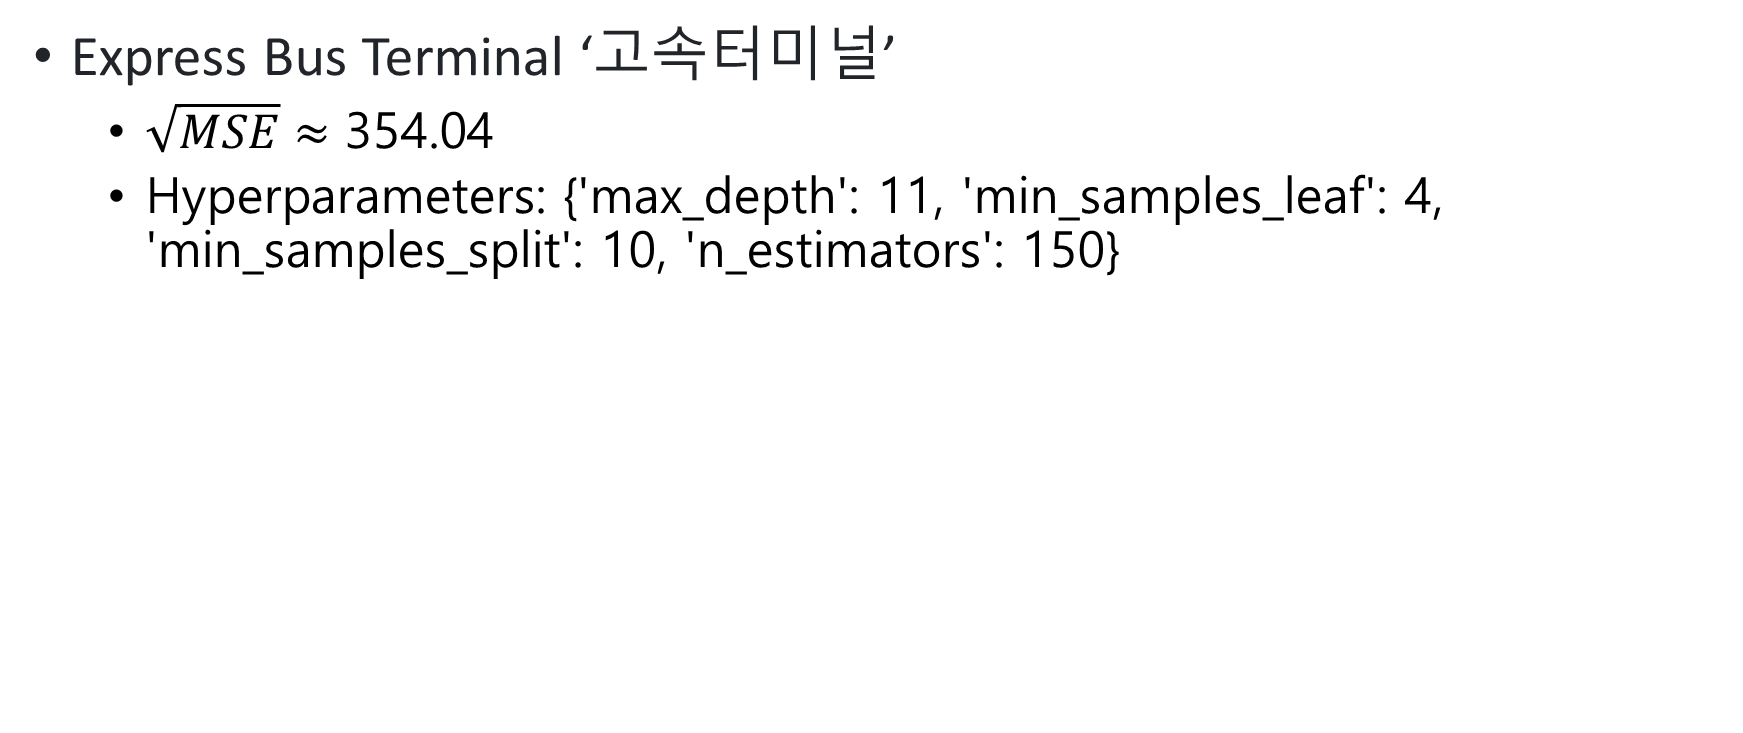 • Express Bus Terminal ‘고속터미널’
• √MSE ≈ 354.04
• Hyperparameters: {'max_depth': 11, 'min_samples_leaf': 4,
'min_samples_split': 10, 'n_estimators': 150}